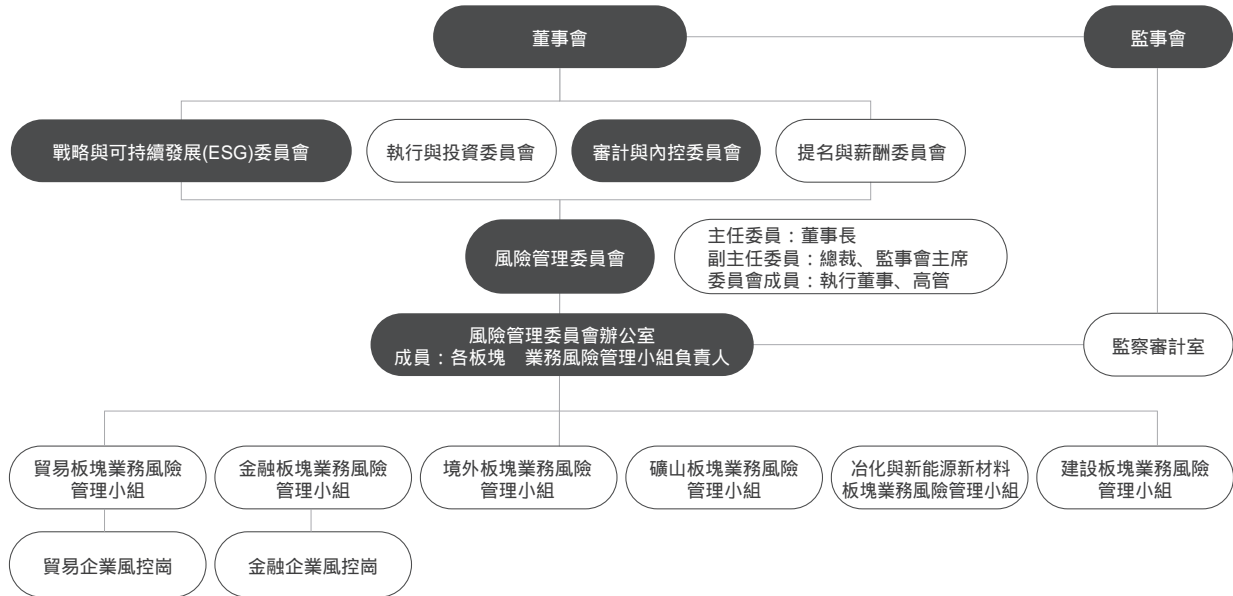 董事會
監事會
戰略與可持續發展(ESG)委員會
執行與投資委員會
審計與內控委員會
提名與薪酬委員會
風險管理委員會
主任委員：董事長
副主任委員：總裁、監事會主席
委員會成員：執行董事、高管
風險管理委員會辦公室
成員：各板塊　業務風險管理小組負責人
監察審計室
貿易板塊業務風險
管理小組
金融板塊業務風險
管理小組
境外板塊業務風險
管理小組
礦山板塊業務風險
管理小組
冶化與新能源新材料
板塊業務風險管理小組
建設板塊業務風險
管理小組
貿易企業風控崗
金融企業風控崗